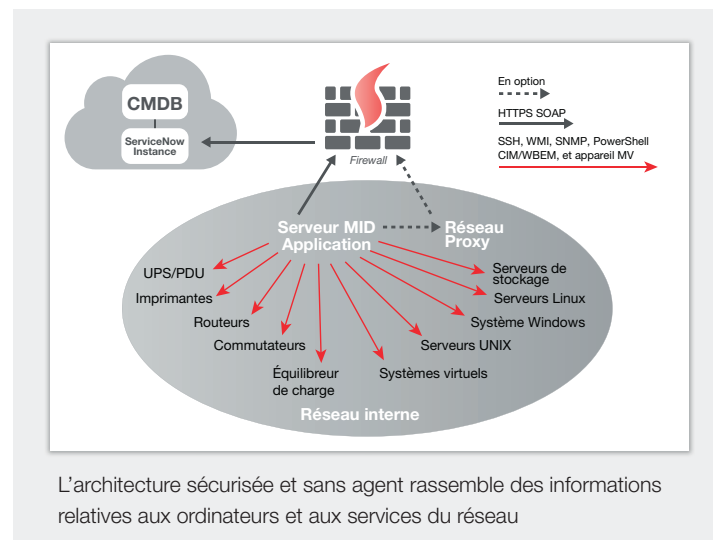 CMDB
ServiceNow
Instance
Firewall
En option
HTTPS SOAP
SSH, WMI, SNMP, PowerShell
CIM/WBEM, et appareil MV
Serveur MID
Application
Réseau
Proxy
UPS/PDU
Imprimantes
Routeurs
Commutateurs
Équilibreur
de charge
Systèmes virtuels
Serveurs UNIX
Système Windows
Serveurs Linux
Serveurs de
stockage
Réseau interne
L'architecture sécurisée et sans agent rassemble des informations
relatives aux ordinateurs et aux services du réseau